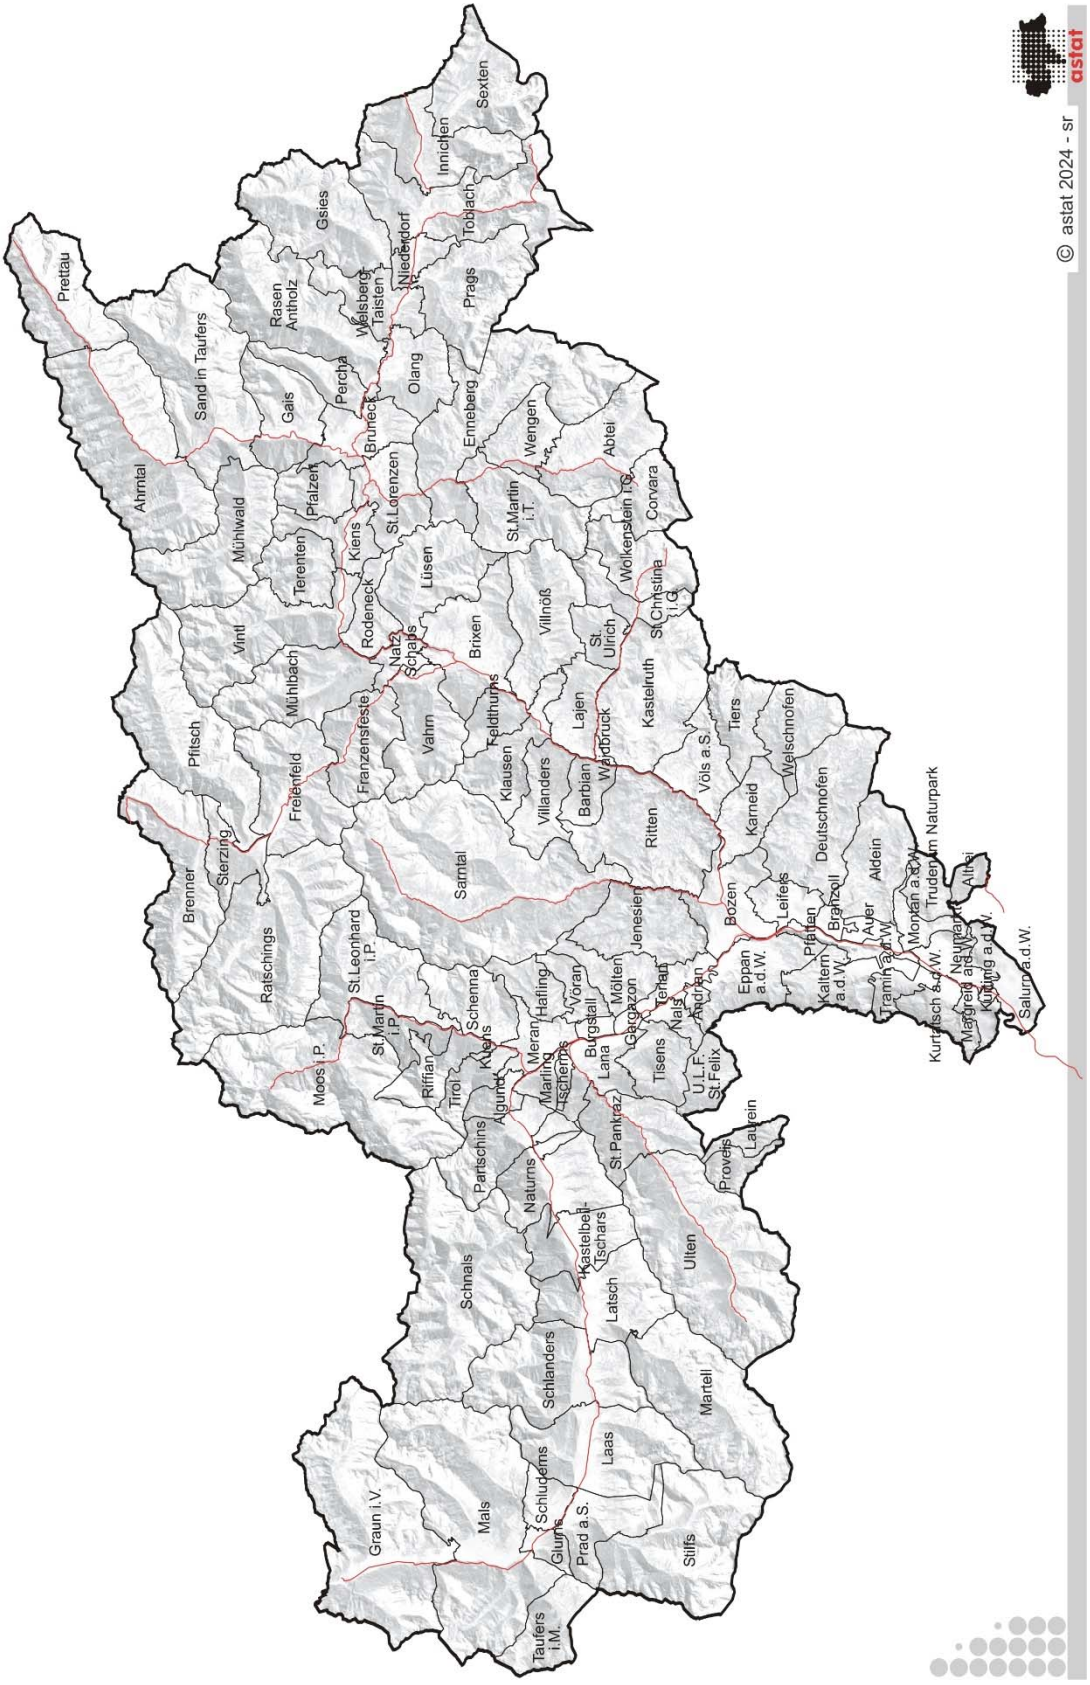 Prettau
Ahrntal
Sand in Taufers
Gsies
Rasen
Antholz
Sexten
Innichen
Toblach
Niederdorf
Welsberg-
Taisten
Prags
Percha
Olang
Gais
Bruneck
Mühlwald
Pfalzen
Terenten
Kiens
St.Lorenzen
Enneberg
Wengen
Abtei
St.Martin
i.T.
Wolkenstein i.G.
Corvara
St.Christina
i.G.
St.
Ulrich
Vintl
Mühlbach
Rodeneck
Natz
Schabs
Lüsen
Brixen
Villnöß
Pfitsch
Freienfeld
Franzensfeste
Vahrn
Feldthurns
Klausen
Villanders
Lajen
Barbian
Waidbruck
Kastelruth
Völs a.S.
Tiers
Welschnofen
Karneid
Deutschnofen
Brenner
Sterzing
Ratschings
Sarntal
Ritten
Jenesien
Bozen
Leifers
Pfatten
Branzoll
Aldein
Auer
Montan a.d.W.
Truden im Naturpark
Altrei
Neumarkt
Eppan
a.d.W.
Kaltern
a.d.W.
Tramin a.d.W.
Kurtatsch s.d.W.
Margreid a.d.W.
Kurtinig a.d.W.
Salurn a.d.W.
St.Leonhard
i.P.
Moos i.P.
St.Martin
i.P.
Riffian
Tirol
Kuens
Schenna
Hafling
Vöran
Mölten
Terlan
Andrian
Nals
Gargazon
Burgstall
Meran
Algund
Marling
Tscherms
Lana
Tisens
U.L.F.
St.Felix
Laurein
Proveis
St.Pankraz
Ulten
Partschins
Naturns
Schnals
Kastelbell-
Tschars
Latsch
Schlanders
Martell
Laas
Schluderns
Glurns
Prad a.S.
Stilfs
Mals
Graun i.V.
Taufers
i.M.
© astat 2024 - sr
astat